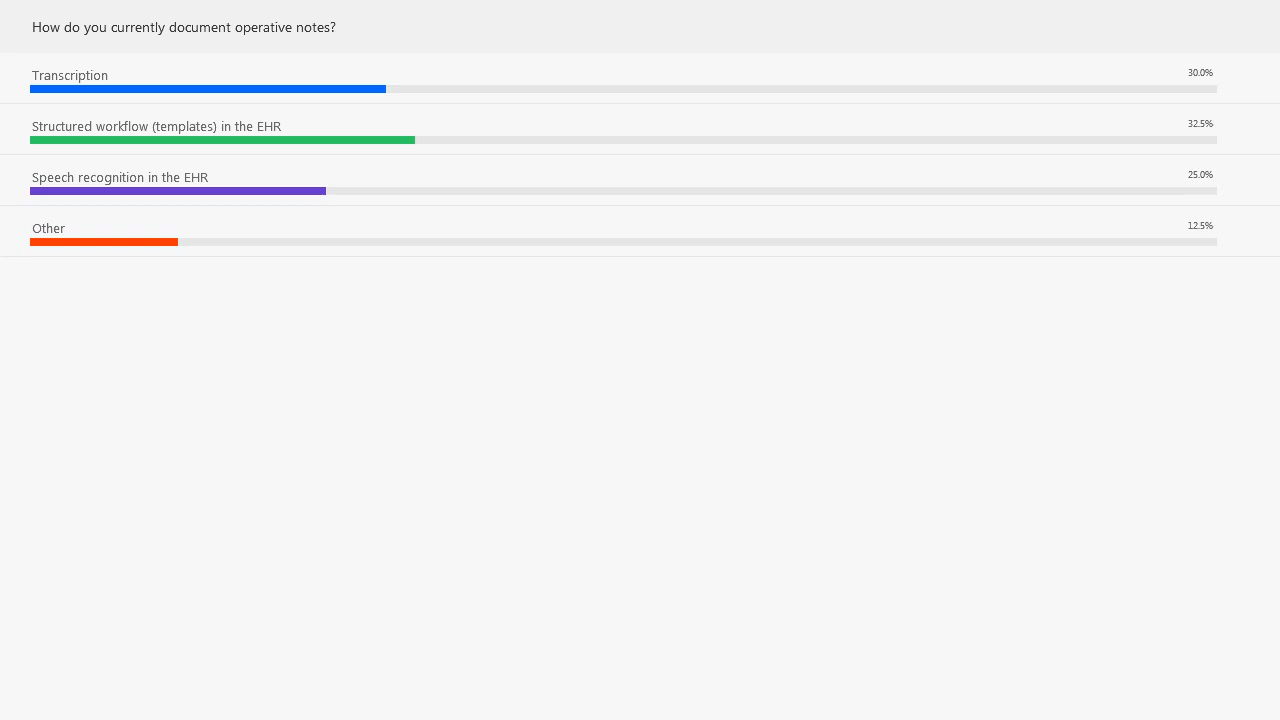 How do you currently document operative notes?
Transcription
30.0%
Structured workflow (templates) in the EHR
32.5%
Speech recognition in the EHR
25.0%
Other
12.5%